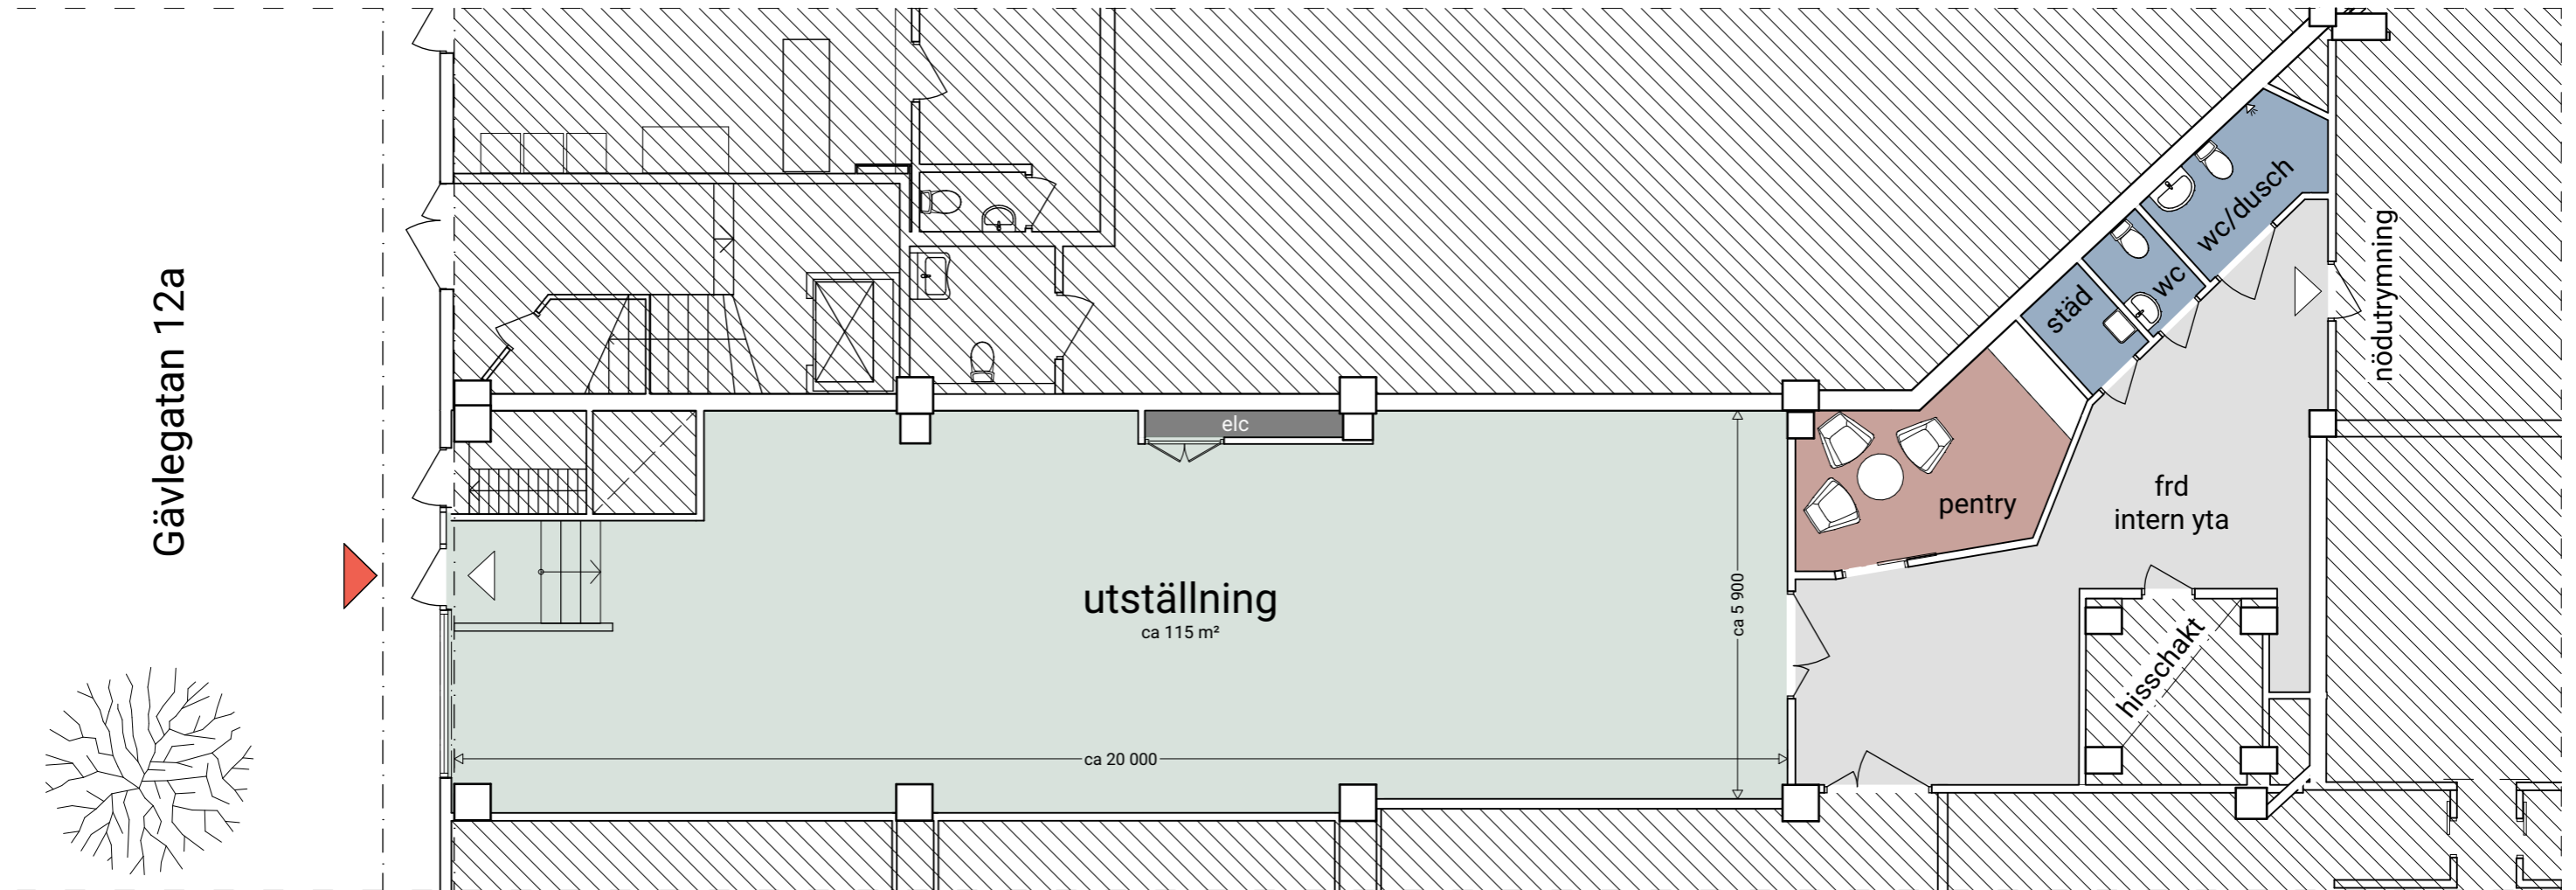 Gävlegatan 12a
utställning
ca 115 m²
ca 20 000
ca 5 900
elc
pentry
städ
wc
wc/dusch
frd
intern yta
hisschakt
nödutrymning